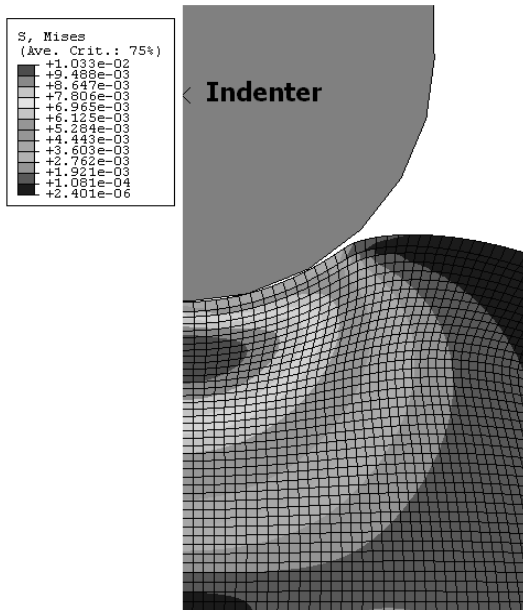 S, Mises
(Ave. Crit.: 75%)
+1.033e-02
+9.488e-03
+8.647e-03
+7.806e-03
+6.965e-03
+6.125e-03
+5.284e-03
+4.443e-03
+3.603e-03
+2.762e-03
+1.921e-03
+1.081e-04
+2.401e-06
Indenter